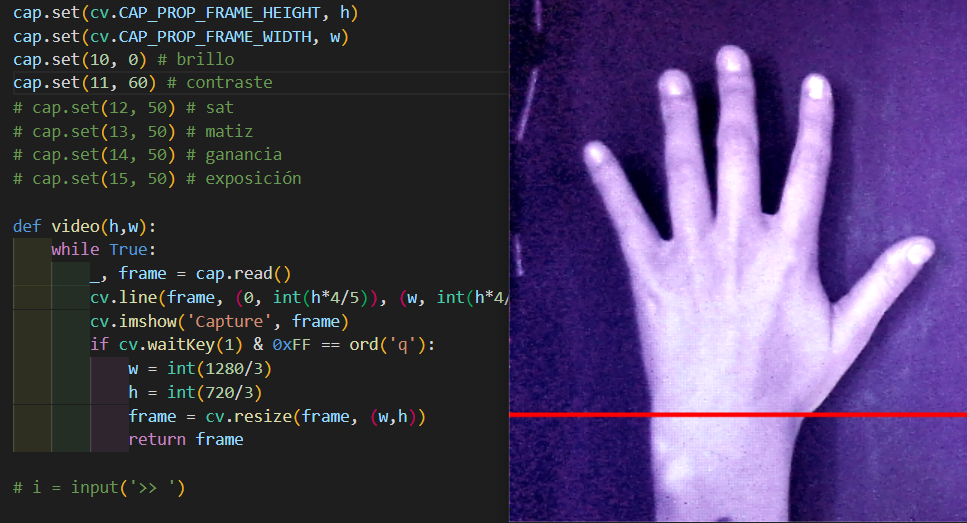 cap.set(cv.CAP_PROP_FRAME_HEIGHT, h)
cap.set(cv.CAP_PROP_FRAME_WIDTH, w)
cap.set(10, 0) # brillo
cap.set(11, 60) # contraste
# cap.set(12, 50) # sat
# cap.set(13, 50) # matiz
# cap.set(14, 50) # ganancia
# cap.set(15, 50) # exposición
def video(h,w):
while True:
_, frame = cap.read()
cv.line(frame, (0, int(h*4/5)), (w, int(h*4/
cv.imshow('Capture', frame)
if cv.waitKey(1) & 0xFF == ord('q'):
w = int(1280/3)
h = int(720/3)
frame = cv.resize(frame, (w,h))
return frame
# i = input('>> ')